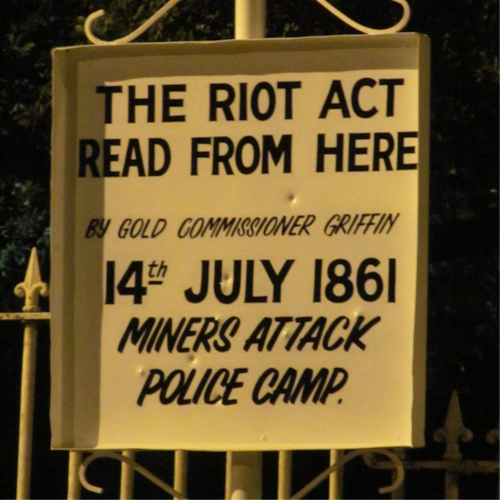 THE RIOT ACT
READ FROM HERE
BY GOLD COMMISSIONER GRIFFIN
14th JULY 1861
MINERS ATTACK
POLICE CAMP.